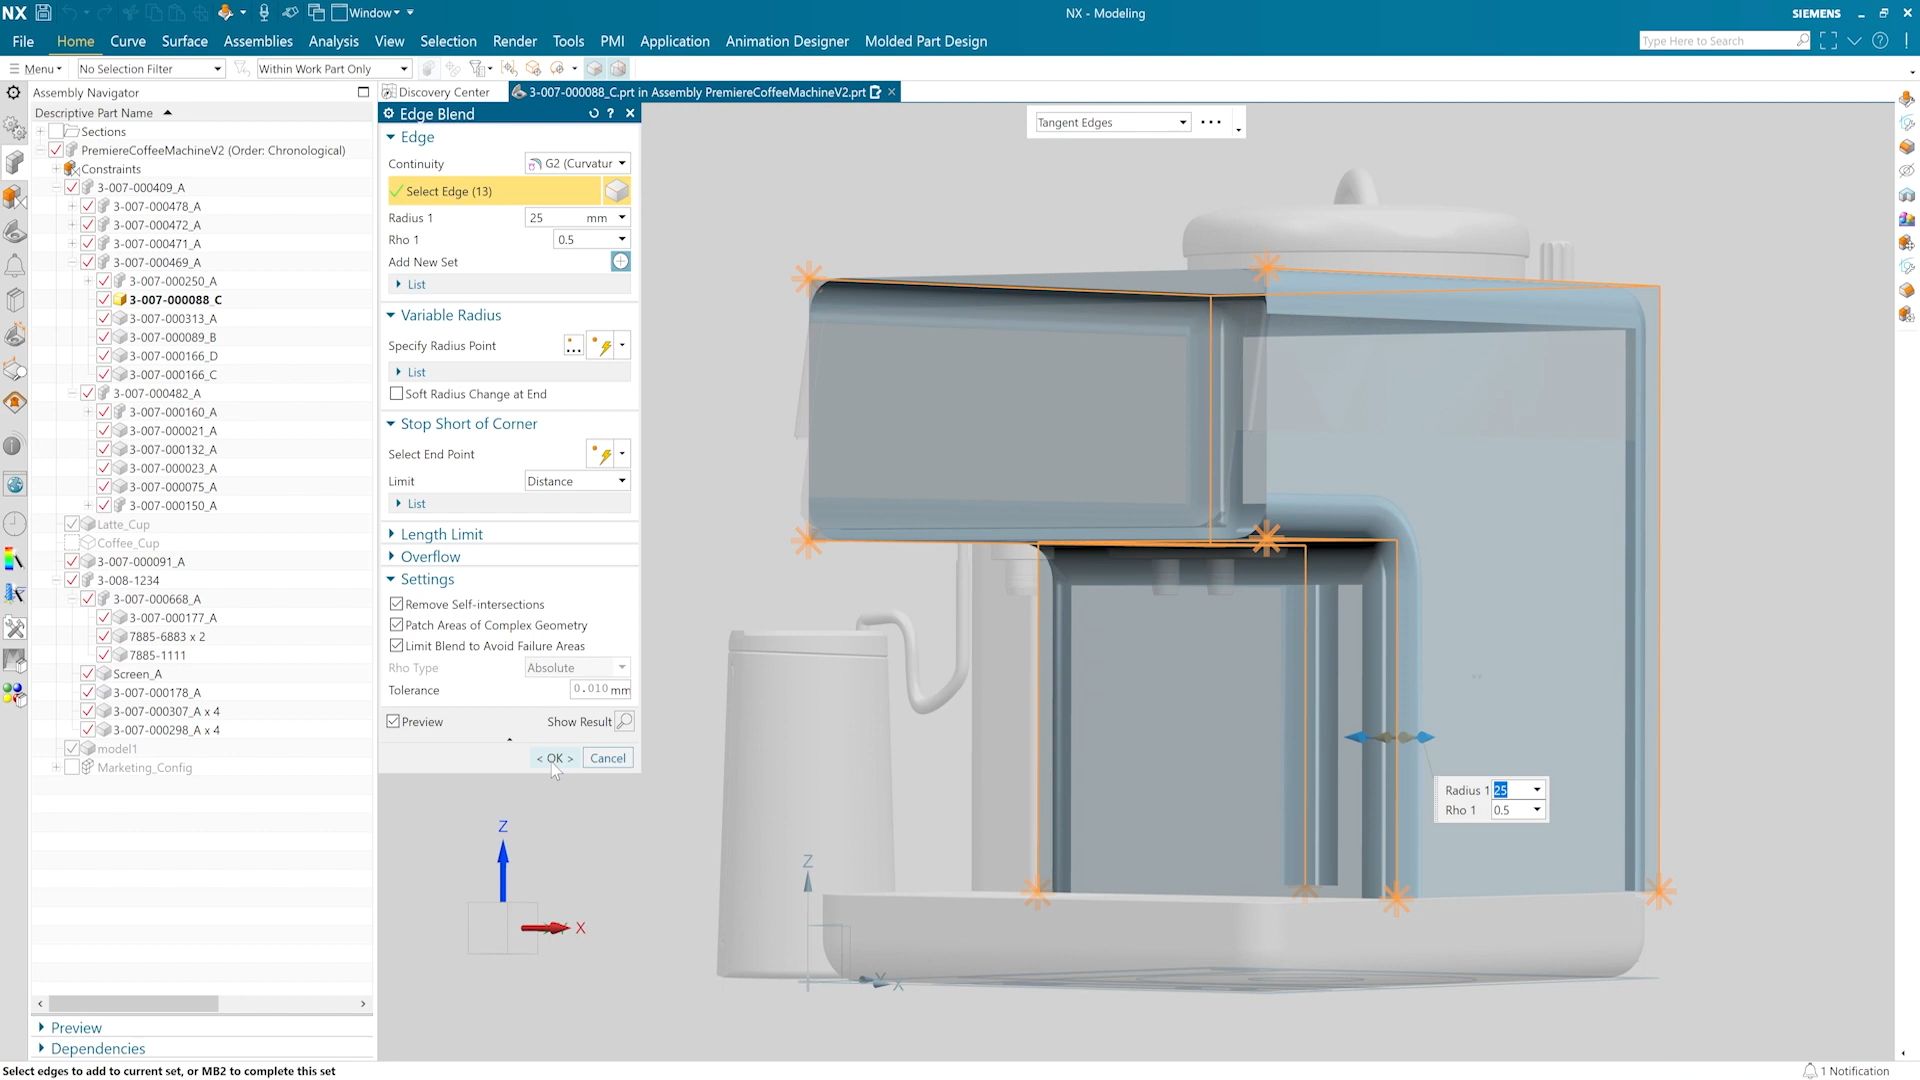 NX
Window
NX - Modeling
SIEMENS
File
Home
Curve
Surface
Assemblies
Analysis
View
Selection
Render
Tools
PMI
Application
Animation Designer
Molded Part Design
Type Here to Search
Menu
No Selection Filter
Within Work Part Only
Assembly Navigator
Discovery Center
3-007-000088_C.prt in Assembly PremiereCoffeeMachineV2.prt
Descriptive Part Name
Sections
PremiereCoffeeMachineV2 (Order: Chronological)
Constraints
3-007-000409_A
3-007-000478_A
3-007-000472_A
3-007-000471_A
3-007-000469_A
3-007-000250_A
3-007-000088_C
3-007-000313_A
3-007-000089_B
3-007-000166_D
3-007-000166_C
3-007-000482_A
3-007-000160_A
3-007-000021_A
3-007-000132_A
3-007-000023_A
3-007-000075_A
3-007-000150_A
Latte_Cup
Coffee_Cup
3-007-000091_A
3-008-1234
3-007-000668_A
3-007-000177_A
7885-6883 x 2
7885-1111
Screen_A
3-007-000178_A
3-007-000307_A x 4
3-007-000298_A x 4
model1
Marketing_Config
Preview
Dependencies
Edge Blend
Edge
Continuity
G2 (Curvatur
Select Edge (13)
Radius 1
25 mm
Rho 1
0.5
Add New Set
List
Variable Radius
Specify Radius Point
List
Soft Radius Change at End
Stop Short of Corner
Select End Point
Limit
Distance
List
Length Limit
Overflow
Settings
Remove Self-intersections
Patch Areas of Complex Geometry
Limit Blend to Avoid Failure Areas
Rho Type
Absolute
Tolerance
0.010 mm
Preview
Show Result
< OK >
Cancel
Tangent Edges
Radius 1 25
Rho 1 0.5
Z
X
Z
Y
X
Select edges to add to current set, or MB2 to complete this set
1 Notification